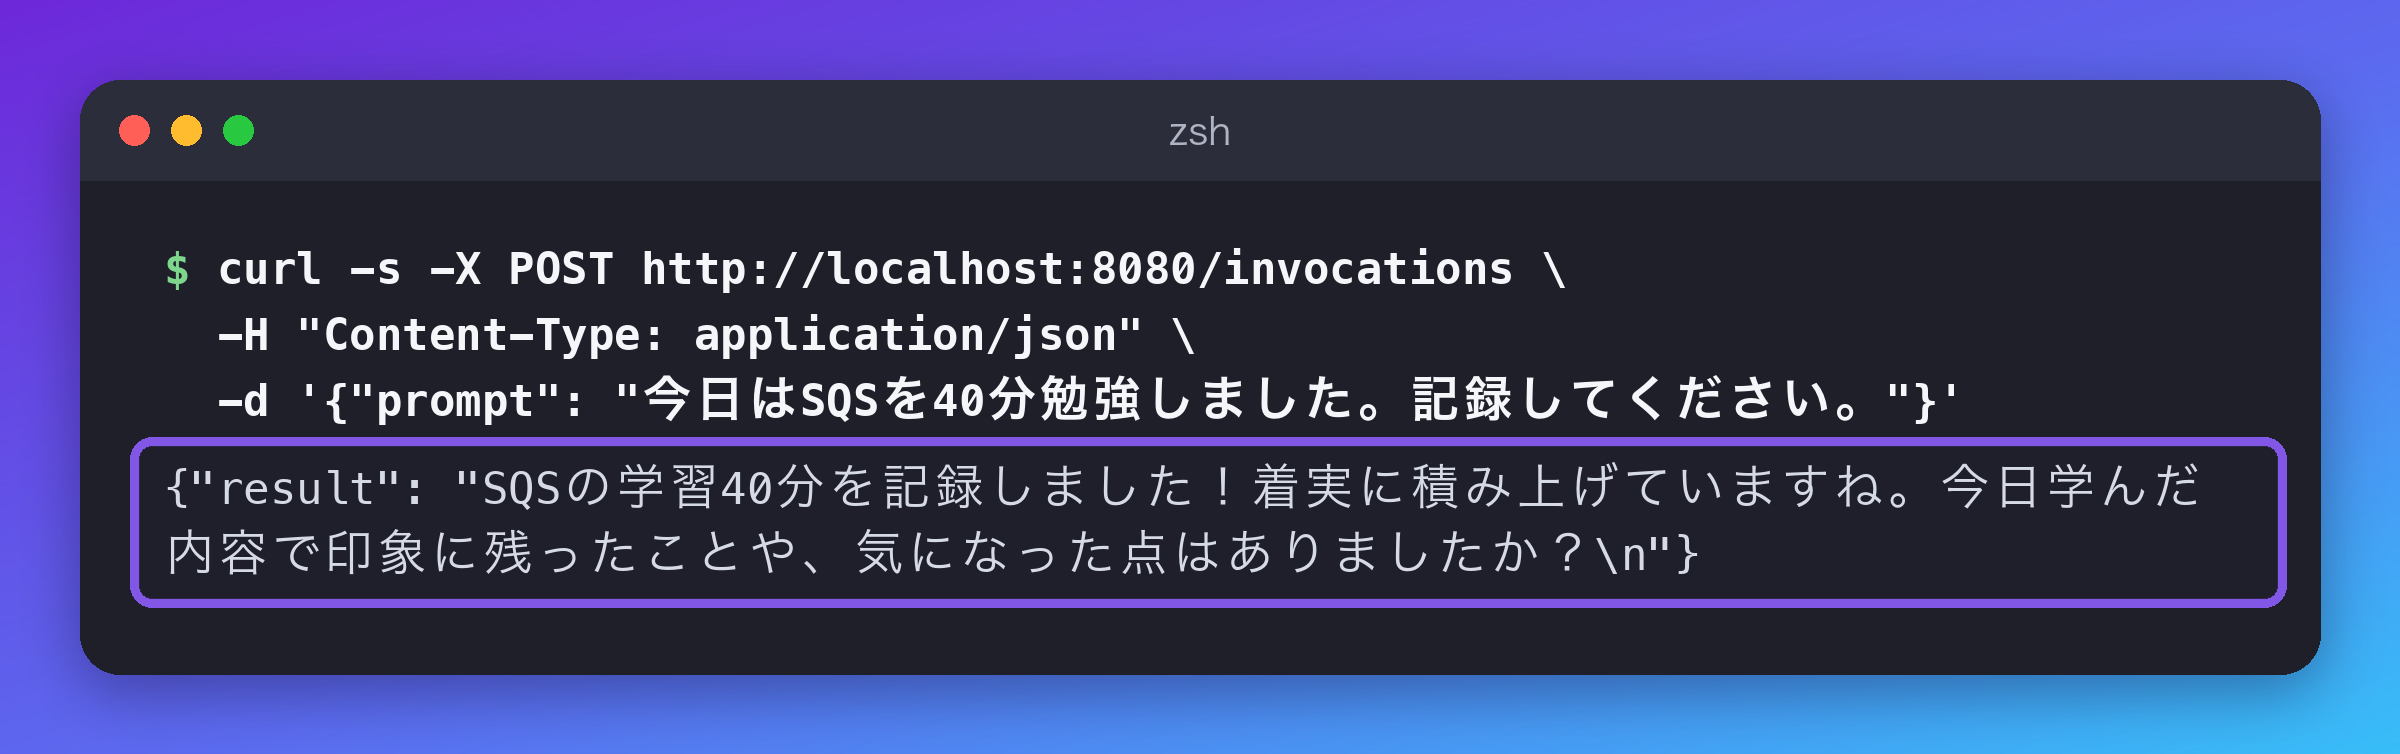 zsh
$ curl -s -X POST http://localhost:8080/invocations \
-H "Content-Type: application/json" \
-d '{"prompt": "今日はSQSを40分勉強しました。記録してください。"}'
{"result": "SQSの学習40分を記録しました！着実に積み上げていますね。今日学んだ
内容で印象に残ったことや、気になった点はありましたか？\n"}